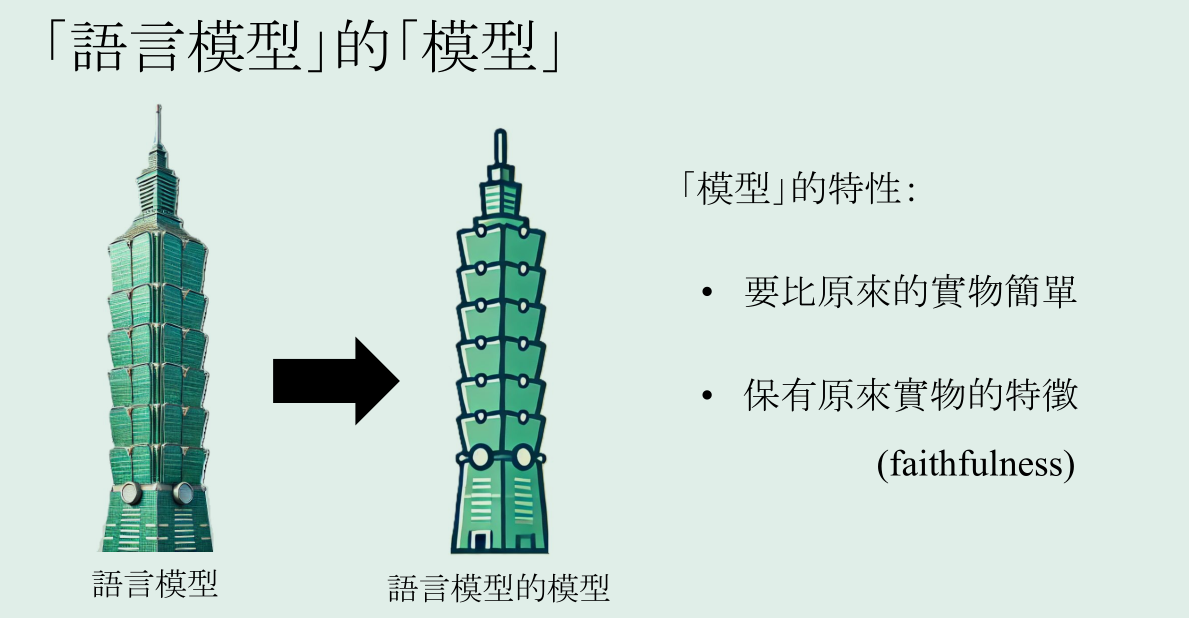 「語言模型」的「模型」
「模型」的特性:
• 要比原來的實物簡單
• 保有原來實物的特徵
(faithfulness)
語言模型
語言模型的模型